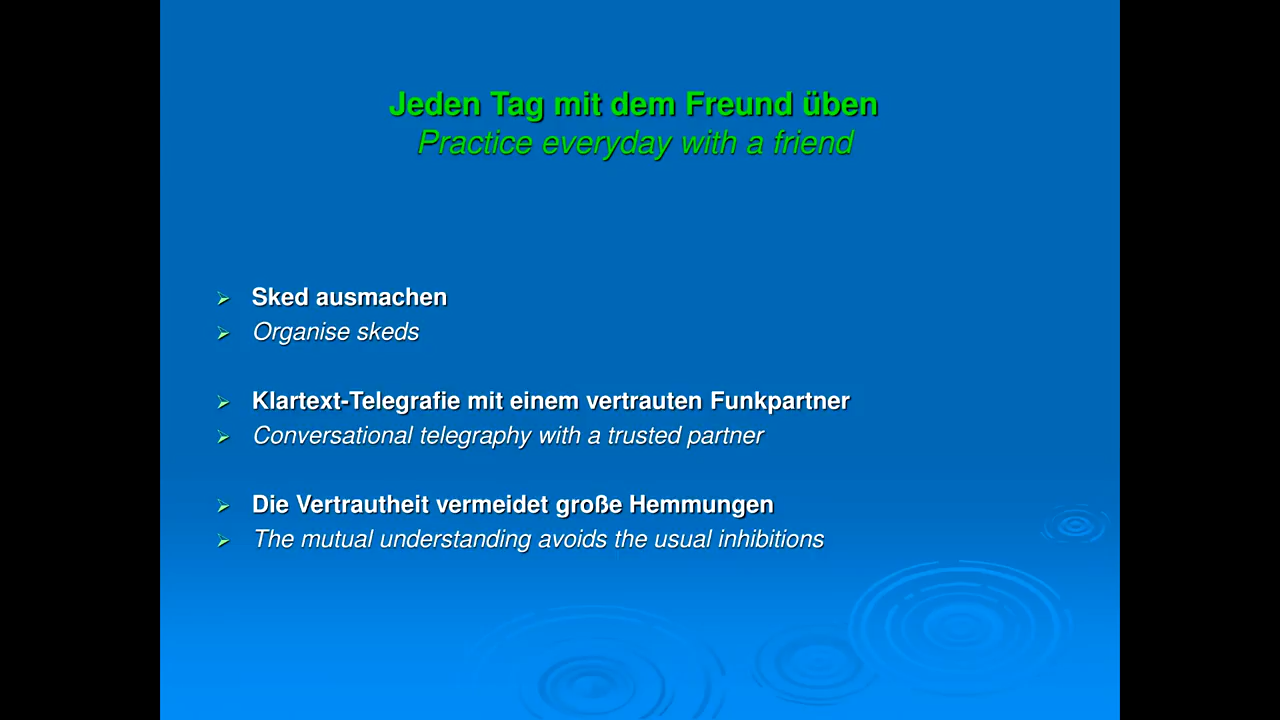 Jeden Tag mit dem Freund üben
Practice everyday with a friend
Sked ausmachen
Organise skeds
Klartext-Telegrafie mit einem vertrauten Funkpartner
Conversational telegraphy with a trusted partner
Die Vertrautheit vermeidet große Hemmungen
The mutual understanding avoids the usual inhibitions